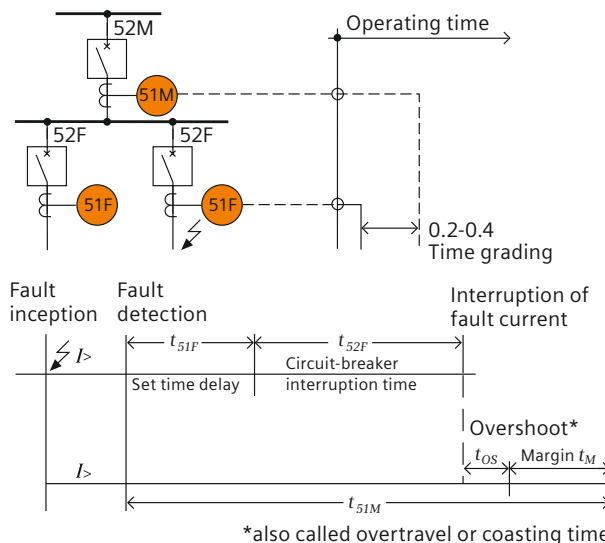 52M
Operating time
51M
52F
52F
51F
51F
0.2-0.4
Time grading
Fault
inception
Fault
detection
Interruption of
fault current
t51F
t52F
I>
Set time delay
Circuit-breaker
interruption time
Overshoot*
tOS
Margin tM
I>
t51M
*also called overtravel or coasting time